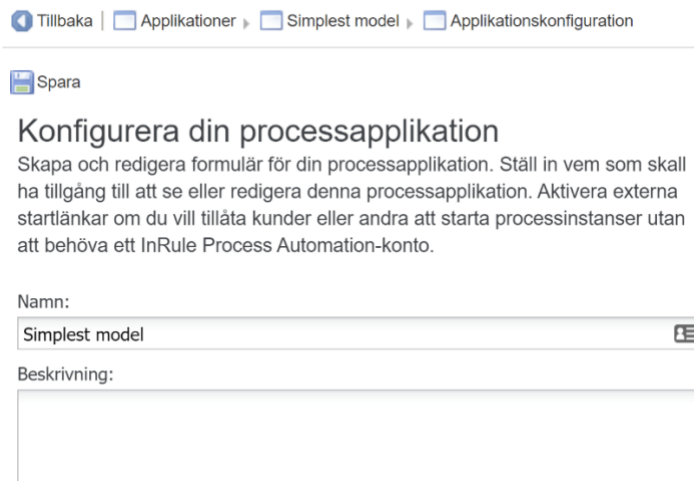 Tillbaka | Applikationer Simplest model Applikationskonfiguration
Spara
Konfigurera din processapplikation
Skapa och redigera formulär för din processapplikation. Ställ in vem som skall
ha tillgång till att se eller redigera denna processapplikation. Aktivera externa
startlänkar om du vill tillåta kunder eller andra att starta processinstanser utan
att behöva ett InRule Process Automation-konto.
Namn:
Simplest model
Beskrivning: